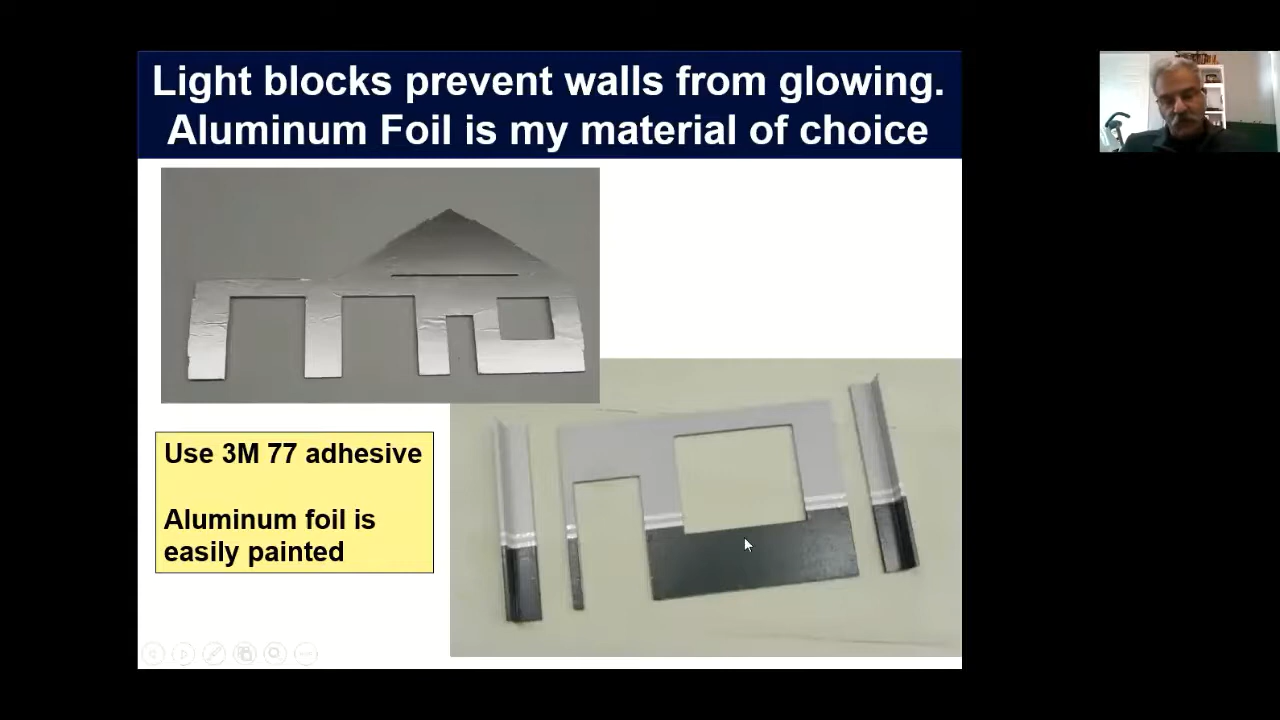 Light blocks prevent walls from glowing.
Aluminum Foil is my material of choice
Use 3M 77 adhesive
Aluminum foil is
easily painted